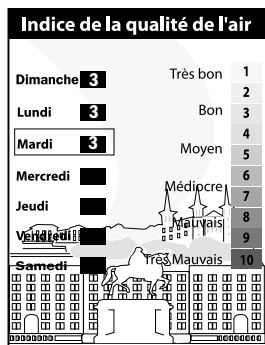 Indice de la qualité de l'air
Dimanche 3
Lundi 3
Mardi 3
Mercredi
Jeudi
Vendredi
Samedi
Très bon
Bon
Moyen
Médiocre
Mauvais
Très Mauvais
1
2
3
4
5
6
7
8
9
10